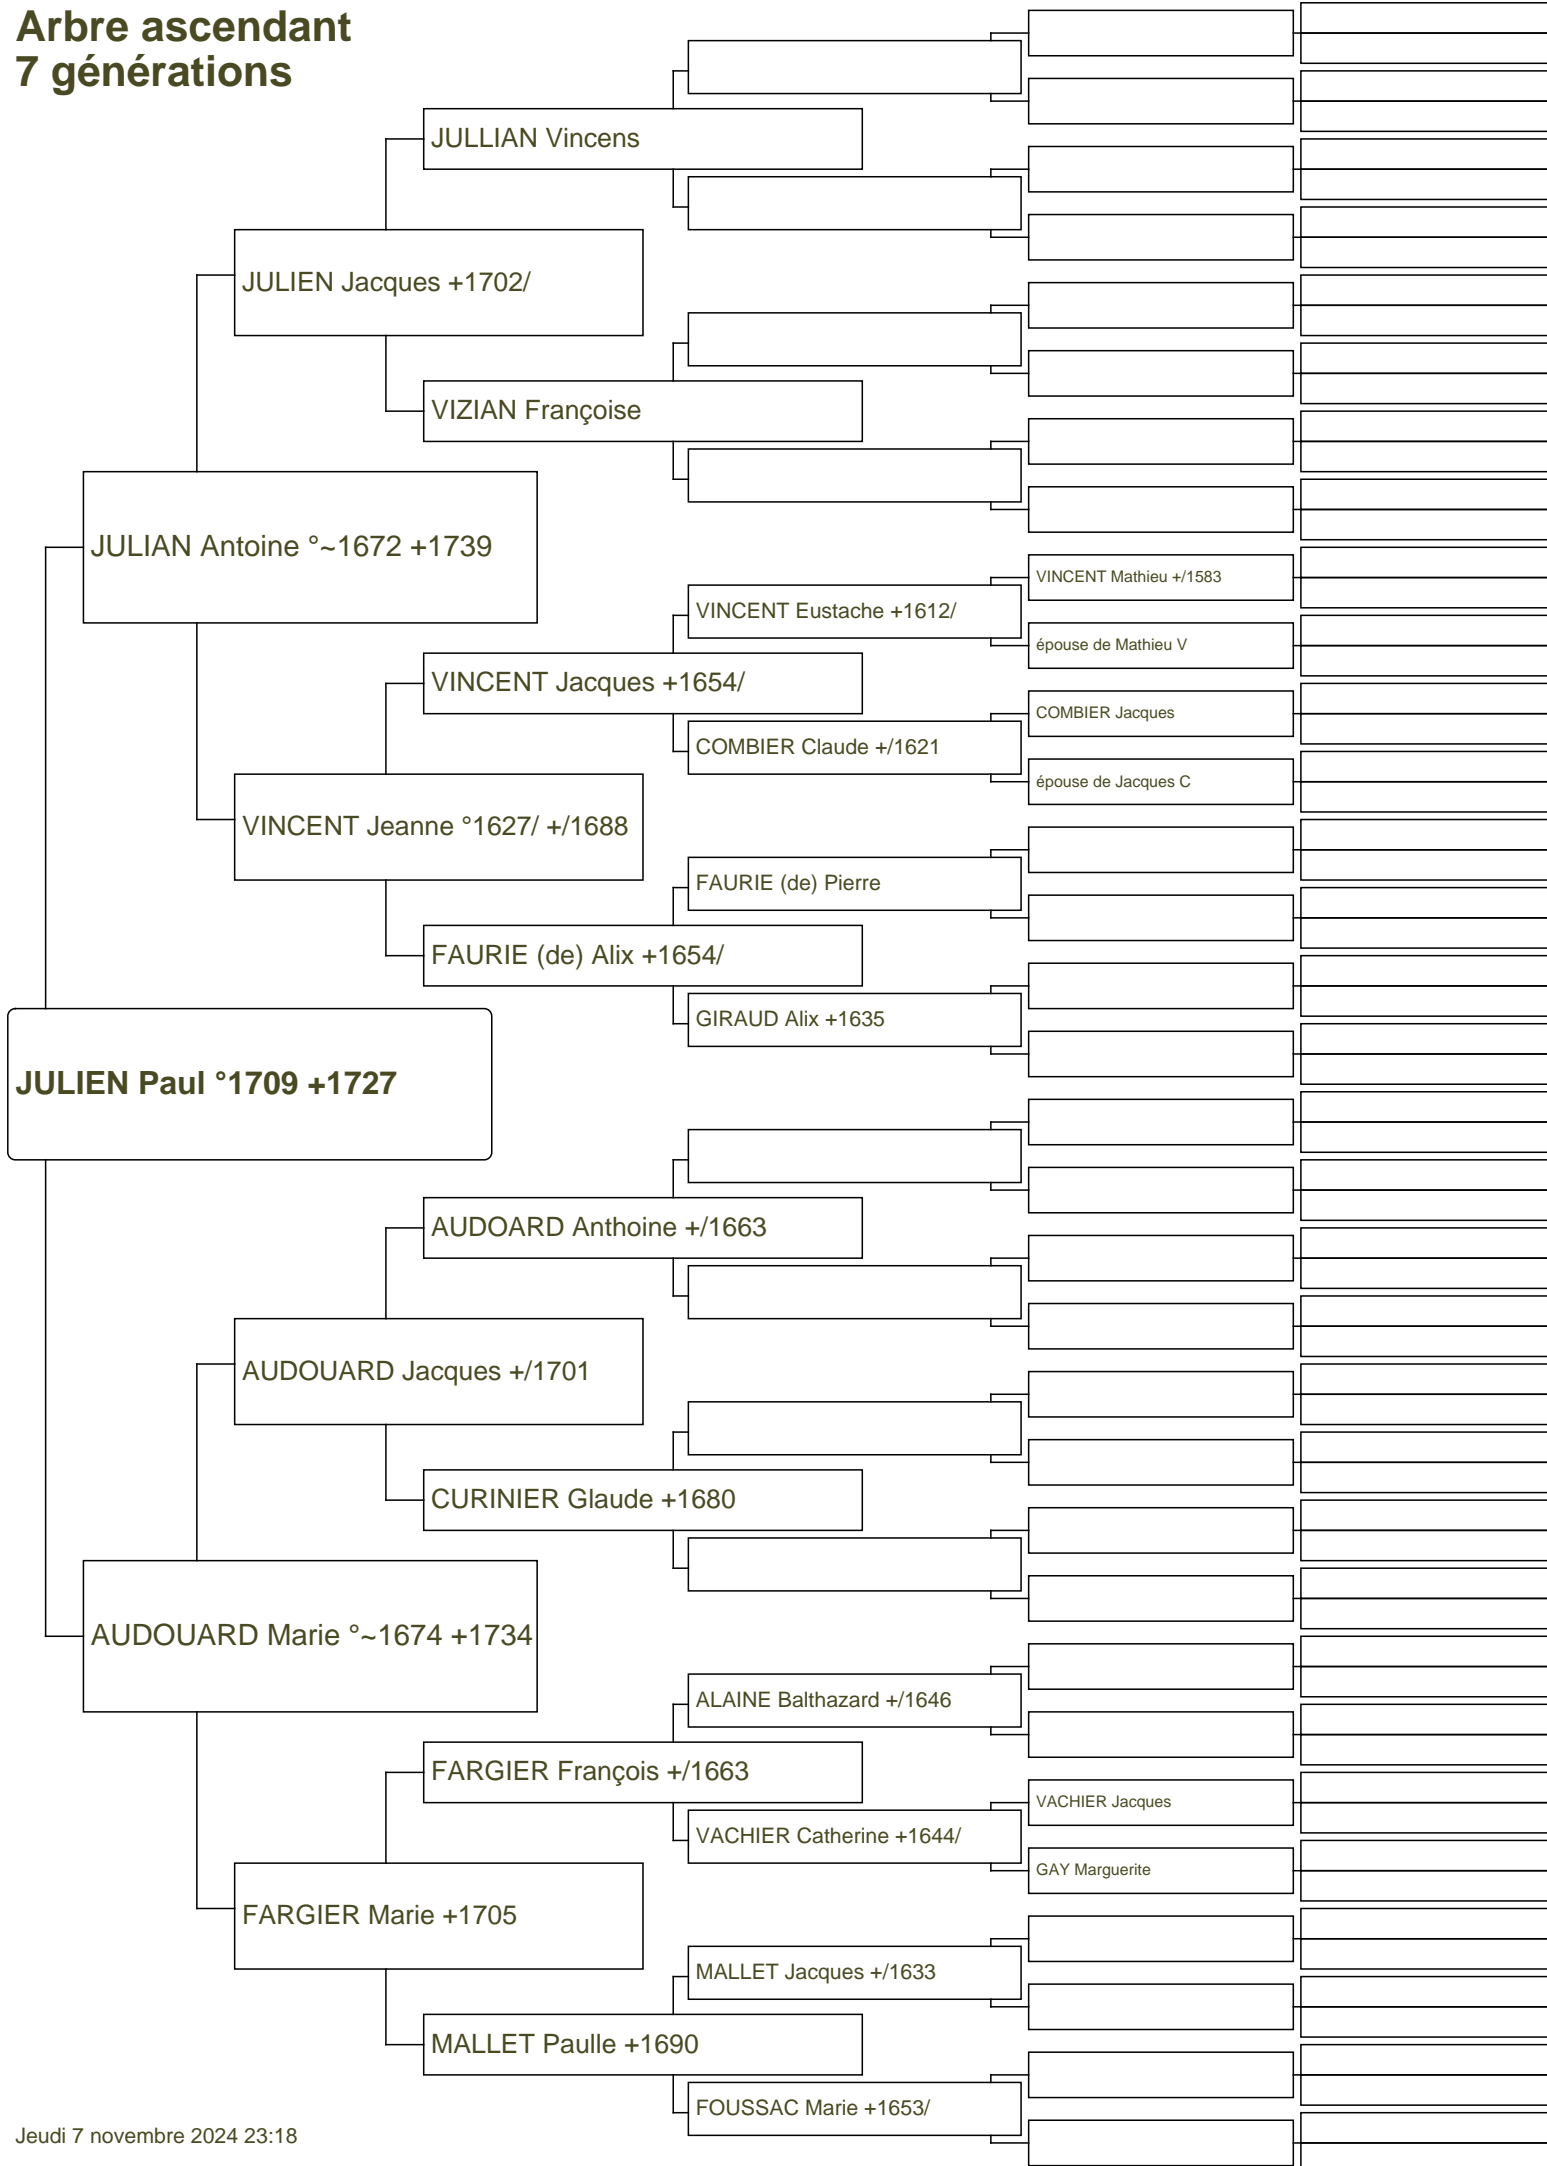 Arbre ascendant
7 générations
JULLIAN Vincens
JULIEN Jacques +1702/
VIZIAN Françoise
JULIAN Antoine °~1672 +1739
VINCENT Mathieu +/1583
VINCENT Eustache +1612/
épouse de Mathieu V
VINCENT Jacques +1654/
COMBIER Jacques
COMBIER Claude +/1621
épouse de Jacques C
VINCENT Jeanne °1627/ +/1688
FAURIE (de) Pierre
FAURIE (de) Alix +1654/
GIRAUD Alix +1635
JULIEN Paul °1709 +1727
AUDOARD Anthoine +/1663
AUDOUARD Jacques +/1701
CURINIER Glaude +1680
AUDOUARD Marie °~1674 +1734
ALAINE Balthazard +/1646
FARGIER François +/1663
VACHIER Jacques
VACHIER Catherine +1644/
GAY Marguerite
FARGIER Marie +1705
MALLET Jacques +/1633
MALLET Paulle +1690
FOUSSAC Marie +1653/
Jeudi 7 novembre 2024 23:18